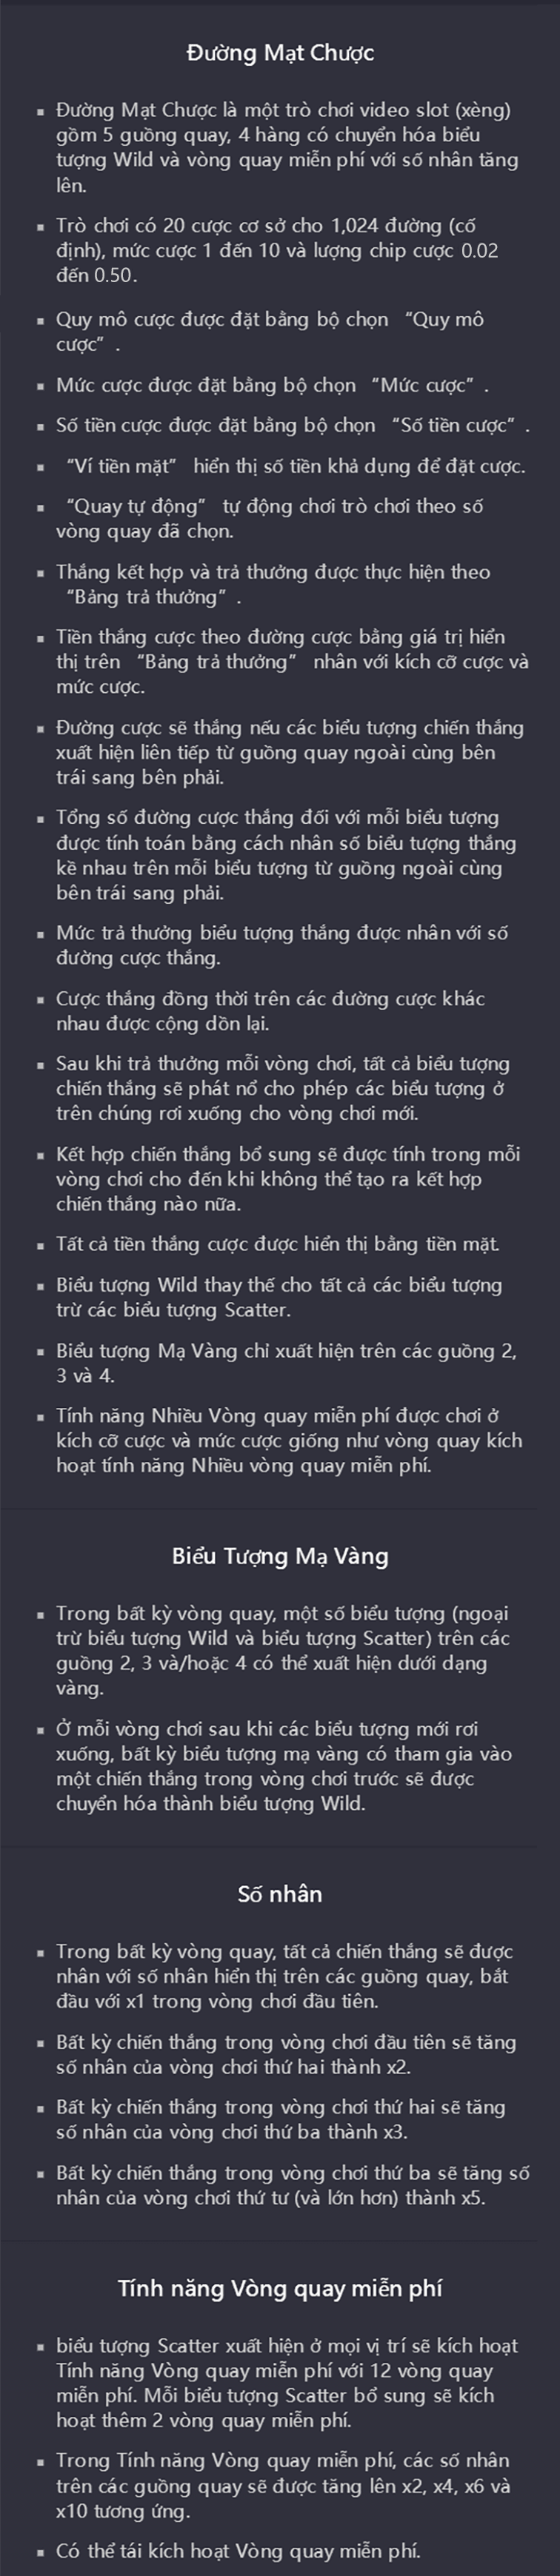 Đường Mạt Chược
▪ Đường Mạt Chược là một trò chơi video slot (xèng)
gồm 5 guồng quay, 4 hàng có chuyển hóa biểu
tượng Wild và vòng quay miễn phí với số nhân tăng
lên.
▪ Trò chơi có 20 cược cơ sở cho 1,024 đường (cố
định), mức cược 1 đến 10 và lượng chip cược 0.02
đến 0.50.
▪ Quy mô cược được đặt bằng bộ chọn “Quy mô
cược” .
▪ Mức cược được đặt bằng bộ chọn “Mức cược” .
▪ Số tiền cược được đặt bằng bộ chọn “Số tiền cược” .
▪ “Ví tiền mặt” hiển thị số tiền khả dụng để đặt cược.
▪ “Quay tự động” tự động chơi trò chơi theo số
vòng quay đã chọn.
▪ Thắng kết hợp và trả thưởng được thực hiện theo
“Bảng trả thưởng” .
▪ Tiền thắng cược theo đường cược bằng giá trị hiển
thị trên “Bảng trả thưởng” nhân với kích cỡ cược và
mức cược.
▪ Đường cược sẽ thắng nếu các biểu tượng chiến thắng
xuất hiện liên tiếp từ guồng quay ngoài cùng bên
trái sang bên phải.
▪ Tổng số đường cược thắng đối với mỗi biểu tượng
được tính toán bằng cách nhân số biểu tượng thắng
kề nhau trên mỗi biểu tượng từ guồng ngoài cùng
bên trái sang phải.
▪ Mức trả thưởng biểu tượng thắng được nhân với số
đường cược thắng.
▪ Cược thắng đồng thời trên các đường cược khác
nhau được cộng dồn lại.
▪ Sau khi trả thưởng mỗi vòng chơi, tất cả biểu tượng
chiến thắng sẽ phát nổ cho phép các biểu tượng ở
trên chúng rơi xuống cho vòng chơi mới.
▪ Kết hợp chiến thắng bổ sung sẽ được tính trong mỗi
vòng chơi cho đến khi không thể tạo ra kết hợp
chiến thắng nào nữa.
▪ Tất cả tiền thắng cược được hiển thị bằng tiền mặt.
▪ Biểu tượng Wild thay thế cho tất cả các biểu tượng
trừ các biểu tượng Scatter.
▪ Biểu tượng Mạ Vàng chỉ xuất hiện trên các guồng 2,
3 và 4.
▪ Tính năng Nhiều Vòng quay miễn phí được chơi ở
kích cỡ cược và mức cược giống như vòng quay kích
hoạt tính năng Nhiều vòng quay miễn phí.
Biểu Tượng Mạ Vàng
▪ Trong bất kỳ vòng quay, một số biểu tượng (ngoại
trừ biểu tượng Wild và biểu tượng Scatter) trên các
guồng 2, 3 và/hoặc 4 có thể xuất hiện dưới dạng
vàng.
▪ Ở mỗi vòng chơi sau khi các biểu tượng mới rơi
xuống, bất kỳ biểu tượng mạ vàng có tham gia vào
một chiến thắng trong vòng chơi trước sẽ được
chuyển hóa thành biểu tượng Wild.
Số nhân
▪ Trong bất kỳ vòng quay, tất cả chiến thắng sẽ được
nhân với số nhân hiển thị trên các guồng quay, bắt
đầu với x1 trong vòng chơi đầu tiên.
▪ Bất kỳ chiến thắng trong vòng chơi đầu tiên sẽ tăng
số nhân của vòng chơi thứ hai thành x2.
▪ Bất kỳ chiến thắng trong vòng chơi thứ hai sẽ tăng
số nhân của vòng chơi thứ ba thành x3.
▪ Bất kỳ chiến thắng trong vòng chơi thứ ba sẽ tăng số
nhân của vòng chơi thứ tư (và lớn hơn) thành x5.
Tính năng Vòng quay miễn phí
▪ biểu tượng Scatter xuất hiện ở mọi vị trí sẽ kích hoạt
Tính năng Vòng quay miễn phí với 12 vòng quay
miễn phí. Mỗi biểu tượng Scatter bổ sung sẽ kích
hoạt thêm 2 vòng quay miễn phí.
▪ Trong Tính năng Vòng quay miễn phí, các số nhân
trên các guồng quay sẽ được tăng lên x2, x4, x6 và
x10 tương ứng.
▪ Có thể tái kích hoạt Vòng quay miễn phí.